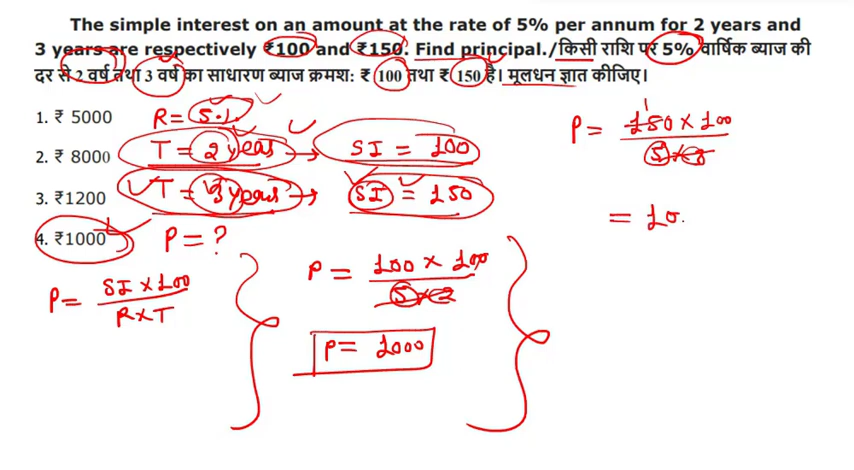 The simple interest on an amount at the rate of 5% per annum for 2 years and
3 years are respectively ₹100 and ₹150. Find principal./किसी राशि पर 5% वार्षिक ब्याज की
दर से 2 वर्ष तथा 3 वर्ष का साधारण ब्याज क्रमश: ₹ 100 तथा ₹ 150 है। मूलधन ज्ञात कीजिए।
1. ₹ 5000
2. ₹ 8000
3. ₹1200
4. ₹1000
R = 5%
T = 2 years → SI = 100
T = 3 years → SI = 150
P = ?
P = SI × 100
R × T
P = 100 × 100
5 × 2
P = 1000
P = 150 × 100
5 × 3
= 10